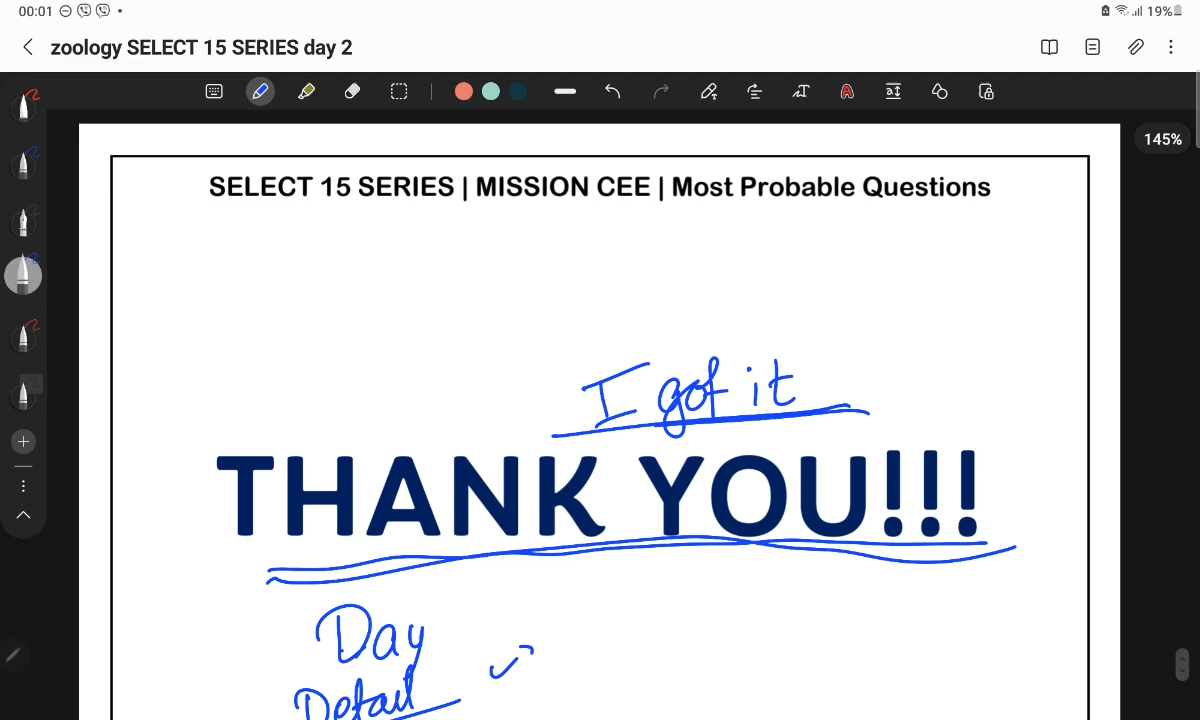 00:01
19%
zoology SELECT 15 SERIES day 2
145%
SELECT 15 SERIES | MISSION CEE | Most Probable Questions
I got it
THANK YOU!!!
Day
Detail